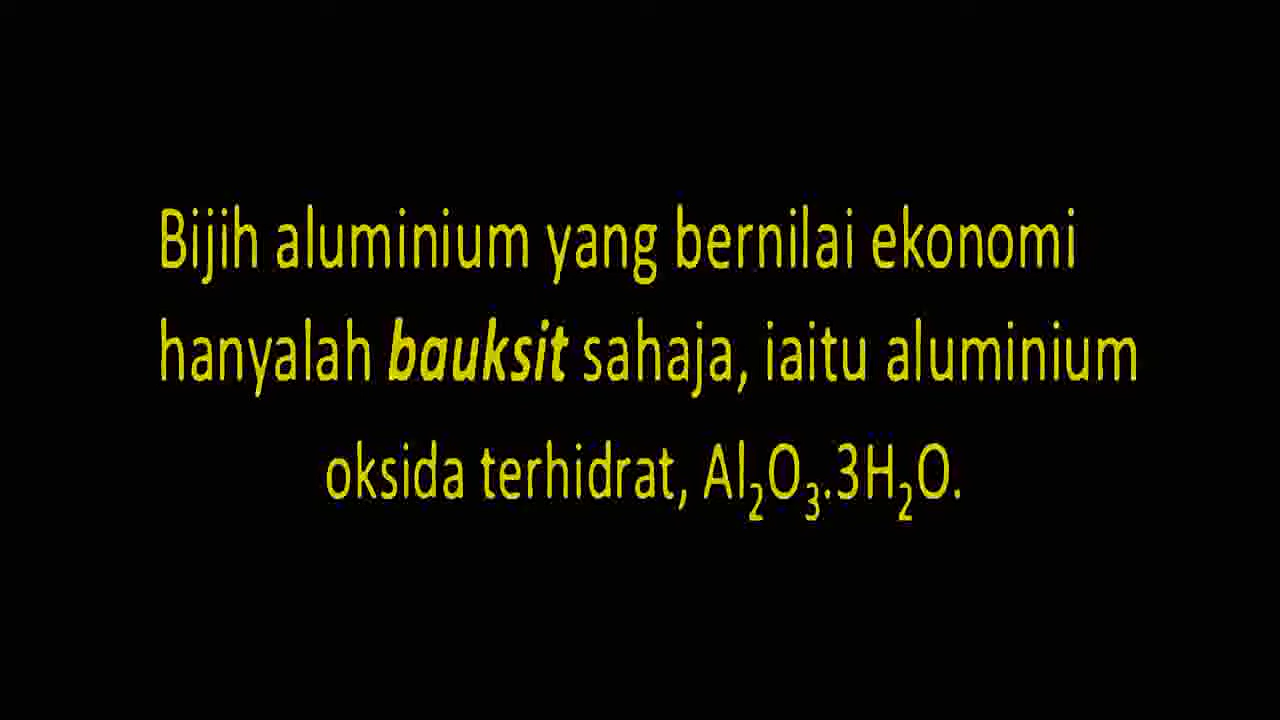 Bijih aluminium yang bernilai ekonomi
hanyalah bauksit sahaja, iaitu aluminium
oksida terhidrat, Al₂O₃.3H₂O.